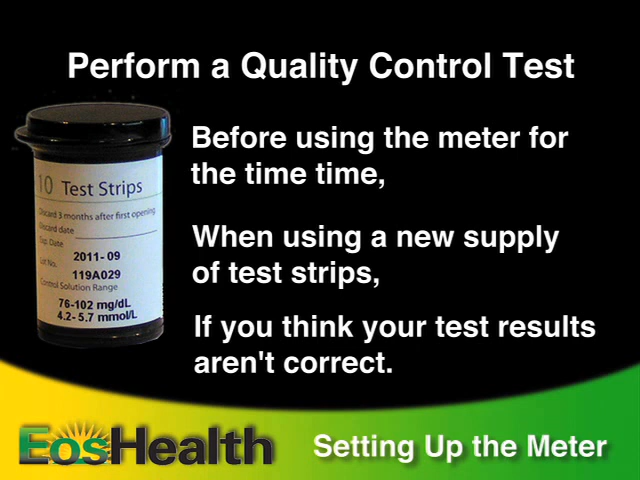 Perform a Quality Control Test
Before using the meter for
the time time,
When using a new supply
of test strips,
If you think your test results
aren't correct.
10 Test Strips
Discard 3 months after first opening
Discard date
Exp. Date
2011-09
Lot No.
119A029
Control Solution Range
76-102 mg/dL
4.2- 5.7 mmol/L
EosHealth
Setting Up the Meter